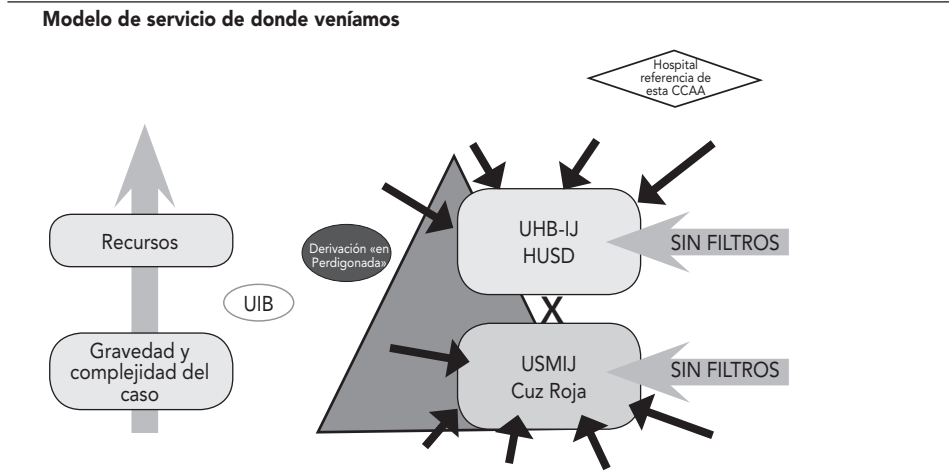 Modelo de servicio de donde veníamos
Hospital
referencia de
esta CCAA
Recursos
Derivación «en
Perdigonada»
UHB-IJ
HUSD
SIN FILTROS
UIB
X
Gravedad y
complejidad del
caso
USMIJ
Cuz Roja
SIN FILTROS